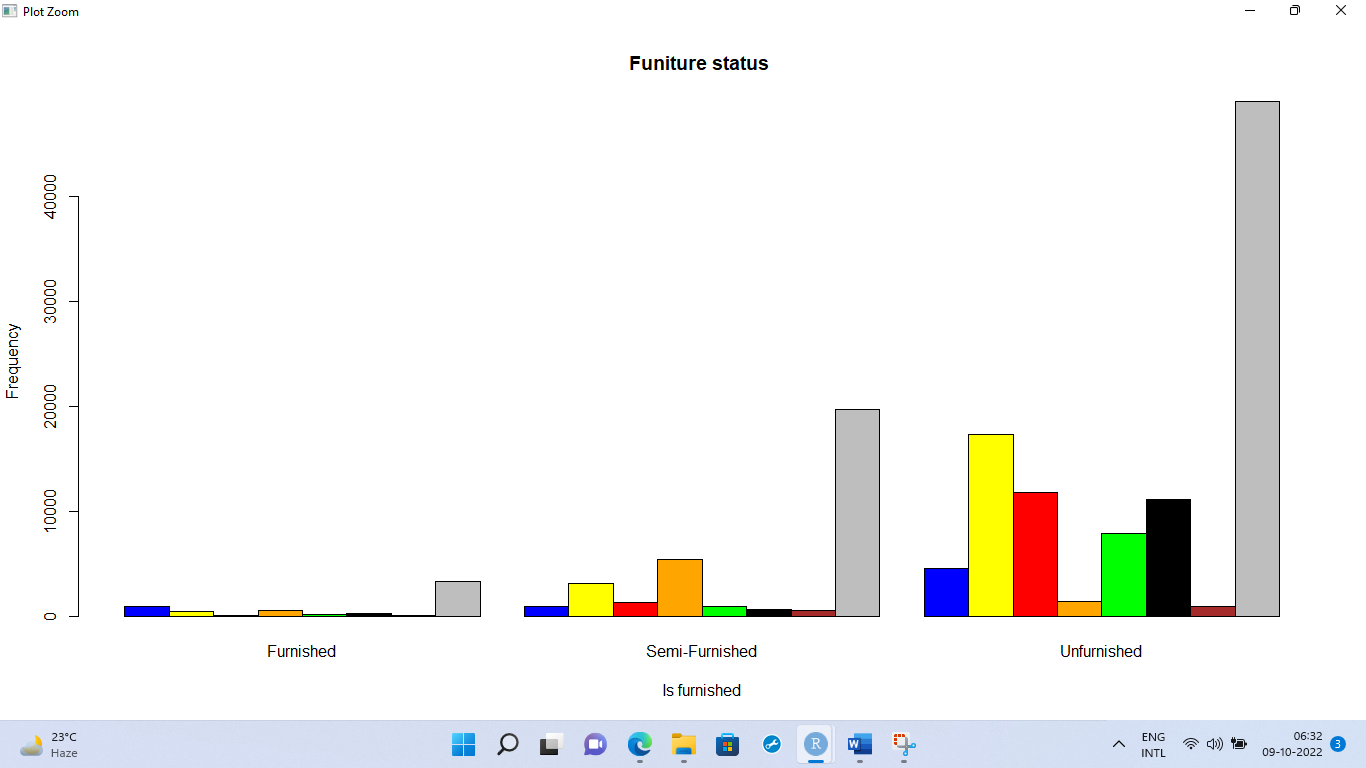 Plot Zoom
Funiture status
Frequency
40000
30000
20000
10000
0
Furnished Semi-Furnished Unfurnished
Is furnished
23°C
Haze
R
W
ENG
INTL
06:32
09-10-2022
3